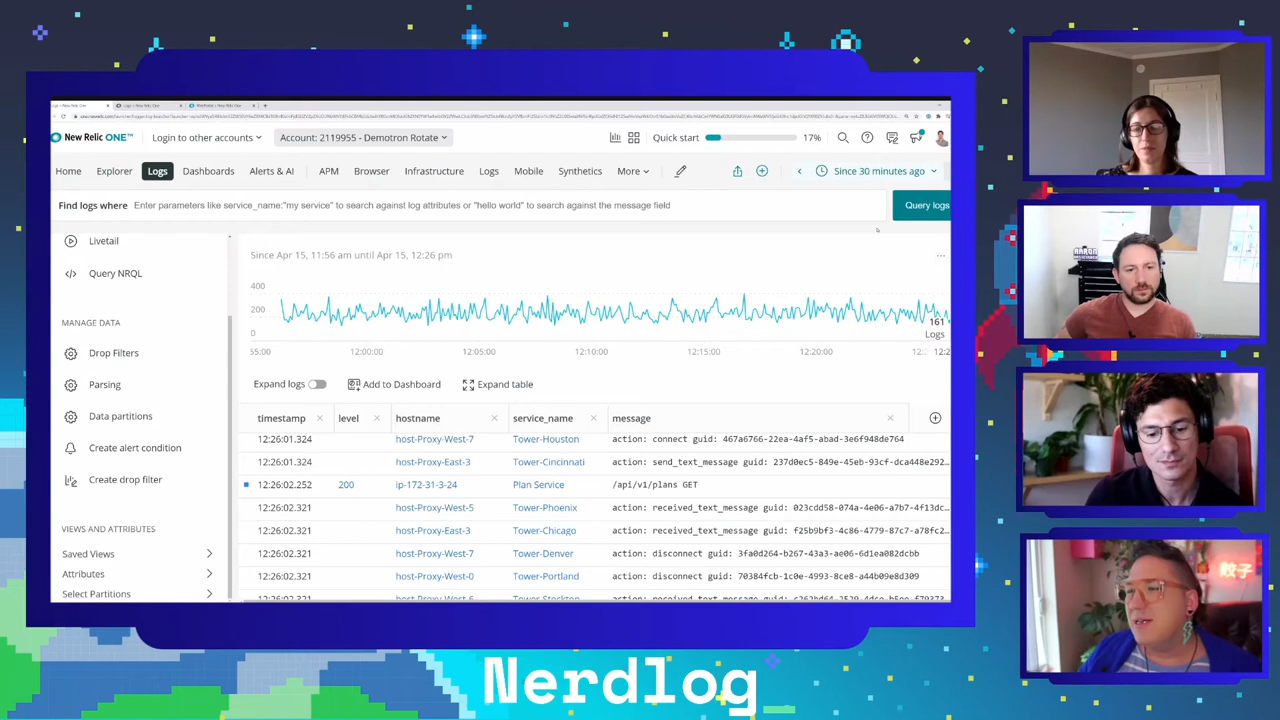 Logs • New Relic One
New Relic ONE™ Login to other accounts Account: 2119955 - Demotron Rotate Quick start 17%
Home Explorer Logs Dashboards Alerts & AI APM Browser Infrastructure Logs Mobile Synthetics More Since 30 minutes ago
Find logs where Enter parameters like service_name:"my service" to search against log attributes or "hello world" to search against the message field Query logs
Livetail
Query NRQL
MANAGE DATA
Drop Filters
Parsing
Data partitions
Create alert condition
Create drop filter
VIEWS AND ATTRIBUTES
Saved Views
Attributes
Select Partitions
Since Apr 15, 11:56 am until Apr 15, 12:26 pm
400
200
0
161
Logs
55:00 12:00:00 12:05:00 12:10:00 12:15:00 12:20:00
Expand logs Add to Dashboard Expand table
timestamp level hostname service_name message
12:26:01.324 host-Proxy-West-7 Tower-Houston action: connect guid: 467a6766-22ea-4af5-abad-3e6f948de764
12:26:01.324 host-Proxy-East-3 Tower-Cincinnati action: send_text_message guid: 237d0ec5-849e-45eb-93cf-dca448e292…
12:26:02.252 200 ip-172-31-3-24 Plan Service /api/v1/plans GET
12:26:02.321 host-Proxy-West-5 Tower-Phoenix action: received_text_message guid: 023cdd58-074a-4e06-a7b7-4f13dc…
12:26:02.321 host-Proxy-East-3 Tower-Chicago action: received_text_message guid: f25b9bf3-4c86-4779-87c7-a78fc2…
12:26:02.321 host-Proxy-West-7 Tower-Denver action: disconnect guid: 3fa0d264-b267-43a3-ae06-6d1ea082dcbb
12:26:02.321 host-Proxy-West-0 Tower-Portland action: disconnect guid: 70384fcb-1c0e-4993-8ce8-a44b09e8d309
餃子
Nerdlog